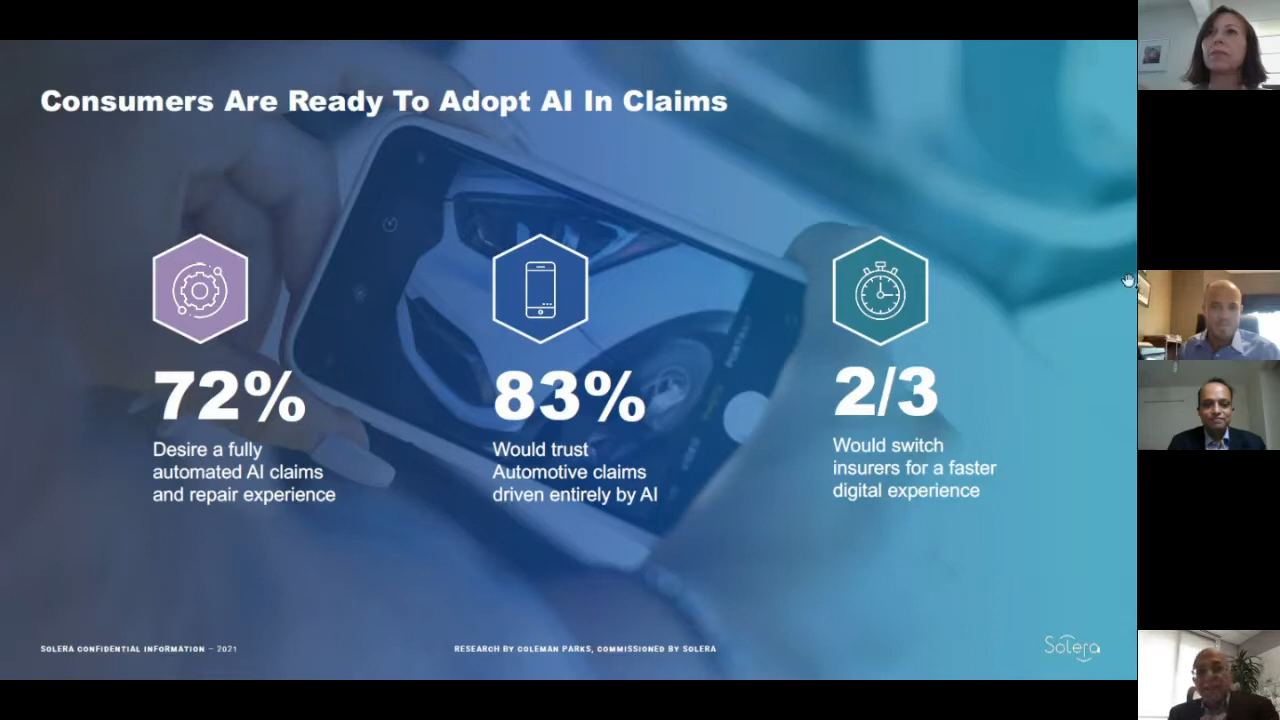 Consumers Are Ready To Adopt AI In Claims
72%
Desire a fully
automated AI claims
and repair experience
83%
Would trust
Automotive claims
driven entirely by AI
2/3
Would switch
insurers for a faster
digital experience
SOLERA CONFIDENTIAL INFORMATION – 2021
RESEARCH BY COLEMAN PARKS, COMMISSIONED BY SOLERA
Solera